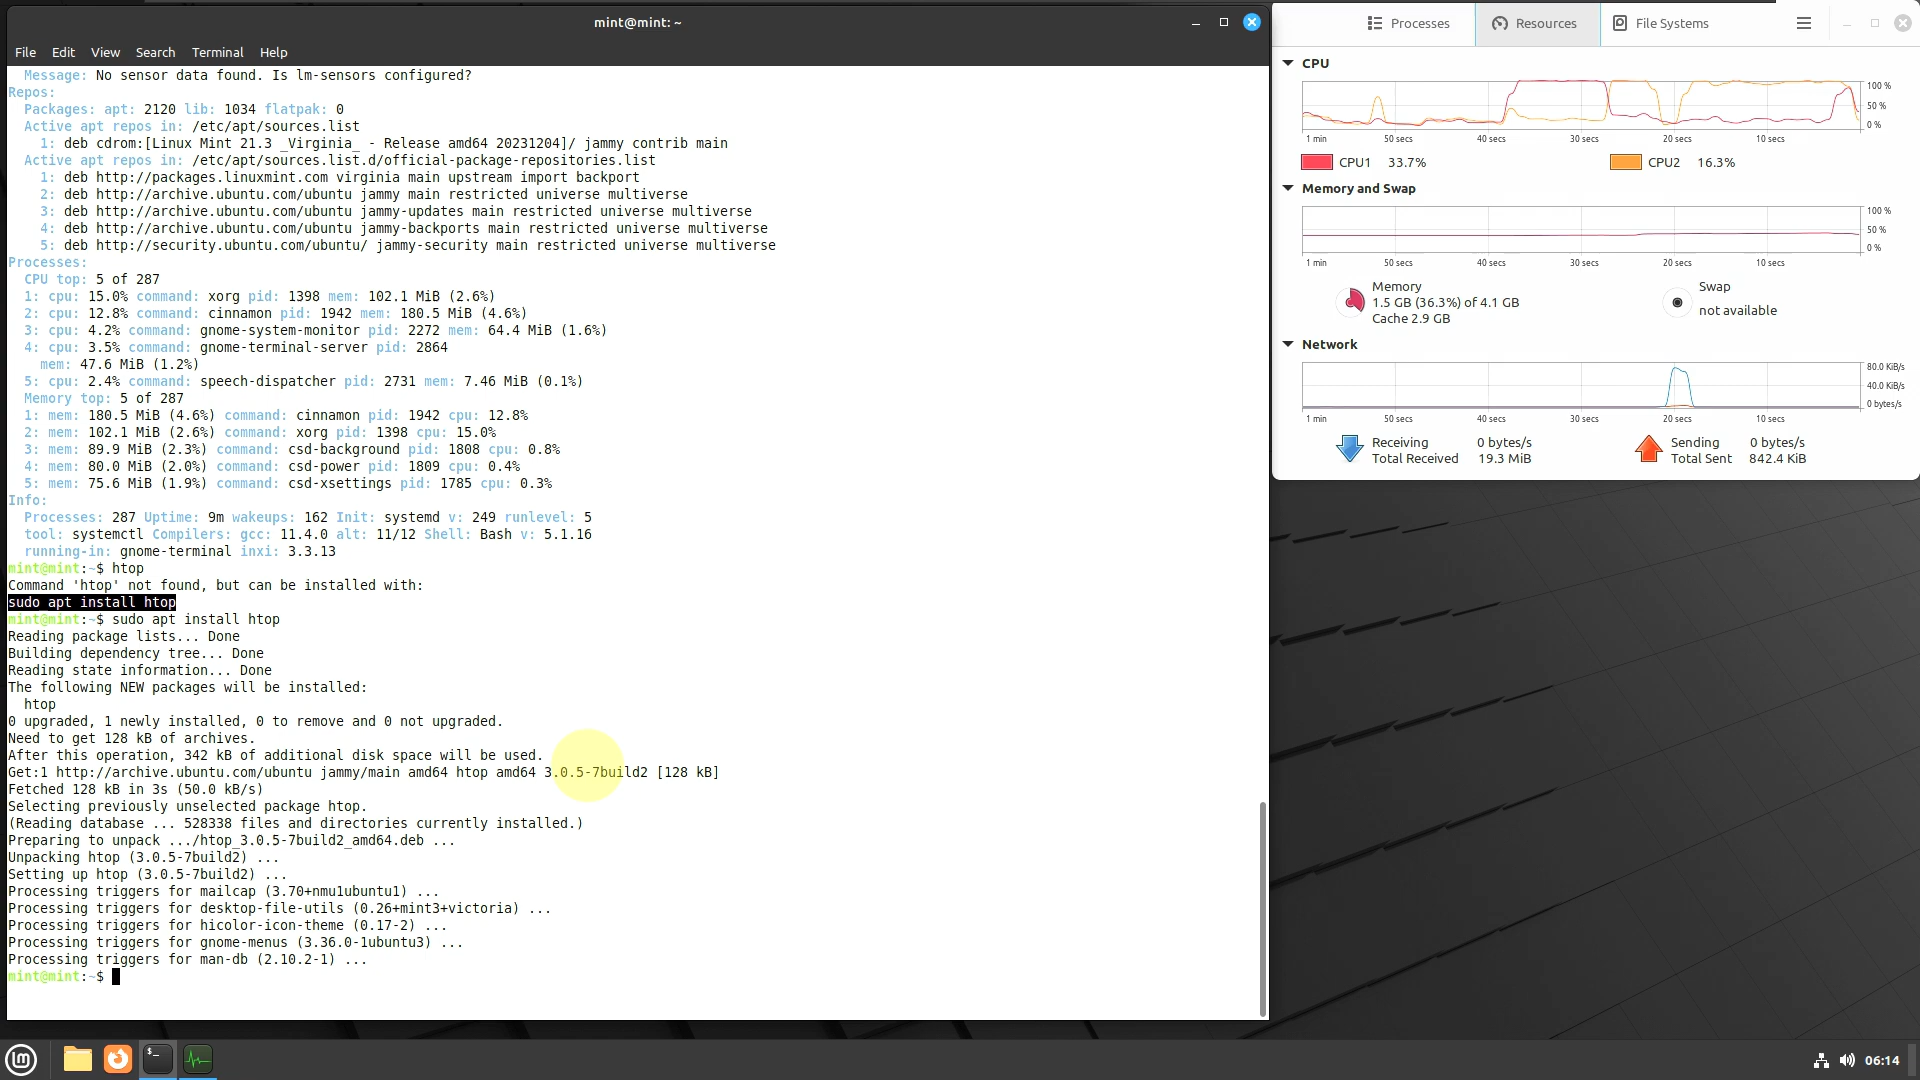 mint@mint: ~
File Edit View Search Terminal Help
Message: No sensor data found. Is lm-sensors configured?
Repos:
Packages: apt: 2120 lib: 1034 flatpak: 0
Active apt repos in: /etc/apt/sources.list
1: deb cdrom:[Linux Mint 21.3 _Virginia_ - Release amd64 20231204]/ jammy contrib main
Active apt repos in: /etc/apt/sources.list.d/official-package-repositories.list
1: deb http://packages.linuxmint.com virginia main upstream import backport
2: deb http://archive.ubuntu.com/ubuntu jammy main restricted universe multiverse
3: deb http://archive.ubuntu.com/ubuntu jammy-updates main restricted universe multiverse
4: deb http://archive.ubuntu.com/ubuntu jammy-backports main restricted universe multiverse
5: deb http://security.ubuntu.com/ubuntu/ jammy-security main restricted universe multiverse
Processes:
CPU top: 5 of 287
1: cpu: 15.0% command: xorg pid: 1398 mem: 102.1 MiB (2.6%)
2: cpu: 12.8% command: cinnamon pid: 1942 mem: 180.5 MiB (4.6%)
3: cpu: 4.2% command: gnome-system-monitor pid: 2272 mem: 64.4 MiB (1.6%)
4: cpu: 3.5% command: gnome-terminal-server pid: 2864
mem: 47.6 MiB (1.2%)
5: cpu: 2.4% command: speech-dispatcher pid: 2731 mem: 7.46 MiB (0.1%)
Memory top: 5 of 287
1: mem: 180.5 MiB (4.6%) command: cinnamon pid: 1942 cpu: 12.8%
2: mem: 102.1 MiB (2.6%) command: xorg pid: 1398 cpu: 15.0%
3: mem: 89.9 MiB (2.3%) command: csd-background pid: 1808 cpu: 0.8%
4: mem: 80.0 MiB (2.0%) command: csd-power pid: 1809 cpu: 0.4%
5: mem: 75.6 MiB (1.9%) command: csd-xsettings pid: 1785 cpu: 0.3%
Info:
Processes: 287 Uptime: 9m wakeups: 162 Init: systemd v: 249 runlevel: 5
tool: systemctl Compilers: gcc: 11.4.0 alt: 11/12 Shell: Bash v: 5.1.16
running-in: gnome-terminal inxi: 3.3.13
mint@mint:~$ htop
Command 'htop' not found, but can be installed with:
sudo apt install htop
mint@mint:~$ sudo apt install htop
Reading package lists... Done
Building dependency tree... Done
Reading state information... Done
The following NEW packages will be installed:
htop
0 upgraded, 1 newly installed, 0 to remove and 0 not upgraded.
Need to get 128 kB of archives.
After this operation, 342 kB of additional disk space will be used.
Get:1 http://archive.ubuntu.com/ubuntu jammy/main amd64 htop amd64 3.0.5-7build2 [128 kB]
Fetched 128 kB in 3s (50.0 kB/s)
Selecting previously unselected package htop.
(Reading database ... 528338 files and directories currently installed.)
Preparing to unpack .../htop_3.0.5-7build2_amd64.deb ...
Unpacking htop (3.0.5-7build2) ...
Setting up htop (3.0.5-7build2) ...
Processing triggers for mailcap (3.70+nmu1ubuntu1) ...
Processing triggers for desktop-file-utils (0.26+mint3+victoria) ...
Processing triggers for hicolor-icon-theme (0.17-2) ...
Processing triggers for gnome-menus (3.36.0-1ubuntu3) ...
Processing triggers for man-db (2.10.2-1) ...
mint@mint:~$
Processes Resources File Systems
CPU
100 %
50 %
0 %
1 min 50 secs 40 secs 30 secs 20 secs 10 secs
CPU1 33.7% CPU2 16.3%
Memory and Swap
100 %
50 %
0 %
1 min 50 secs 40 secs 30 secs 20 secs 10 secs
Memory
1.5 GB (36.3%) of 4.1 GB
Cache 2.9 GB
Swap
not available
Network
80.0 KiB/s
40.0 KiB/s
0 bytes/s
1 min 50 secs 40 secs 30 secs 20 secs 10 secs
Receiving 0 bytes/s
Total Received 19.3 MiB
Sending 0 bytes/s
Total Sent 842.4 KiB
06:14